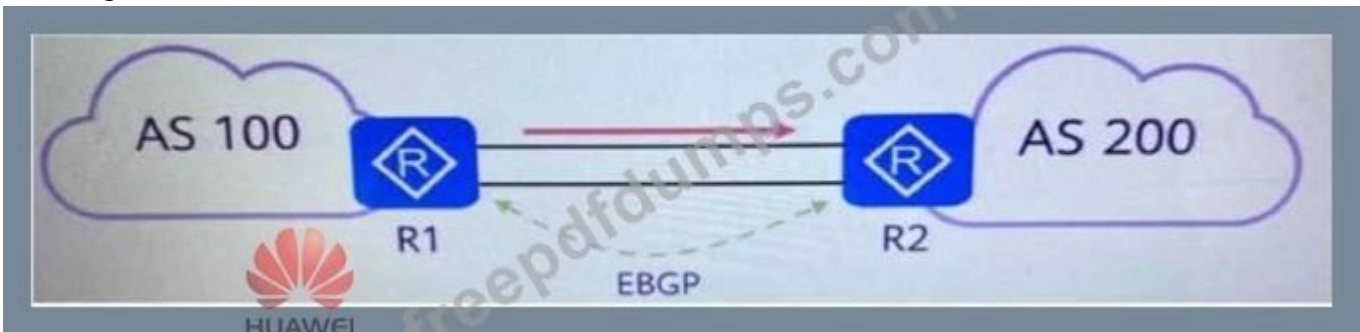 AS 100
AS 200
R
R
R1
R2
EBGP
HUAWEI
freepdfdumps.com